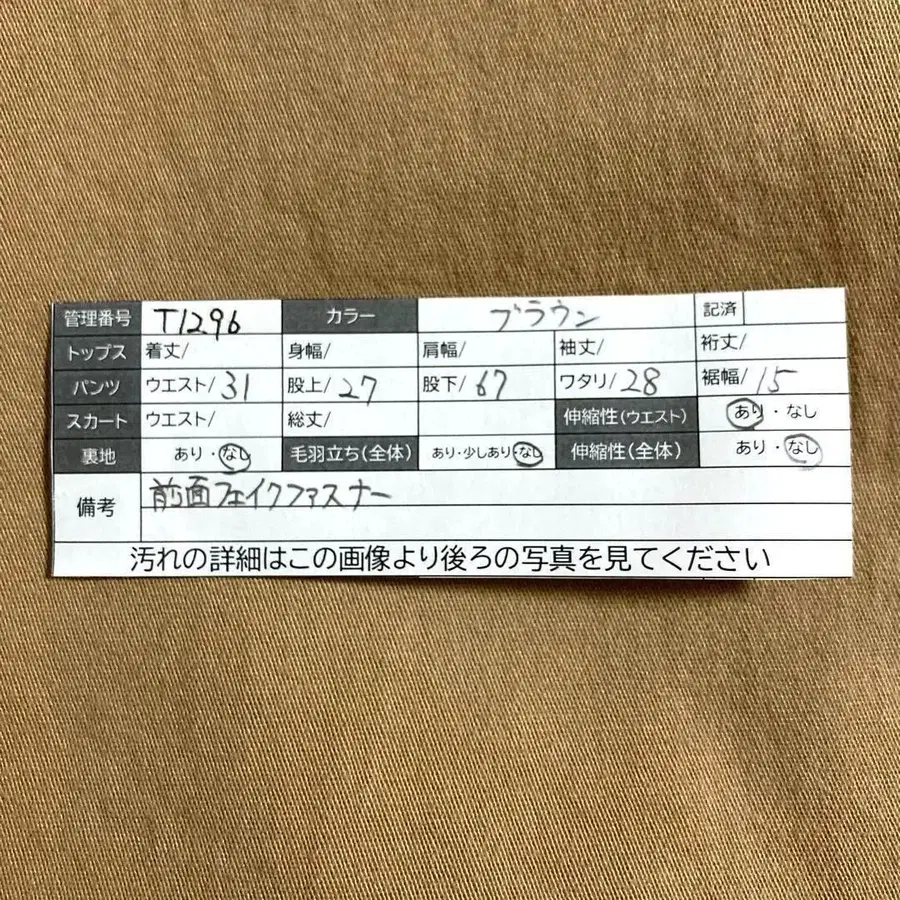 管理番号 T1296 カラー ブラウン 記済
トップス 着丈/ 身幅/ 肩幅/ 袖丈/ 裄丈/
パンツ ウエスト/31 股上/27 股下/67 ワタリ/28 裾幅/15
スカート ウエスト/ 総丈/ 伸縮性(ウエスト) あり・なし
裏地 あり・なし 毛羽立ち(全体) あり・少しあり・なし 伸縮性(全体) あり・なし
備考 前面フェイクファスナー
汚れの詳細はこの画像より後ろの写真を見てください